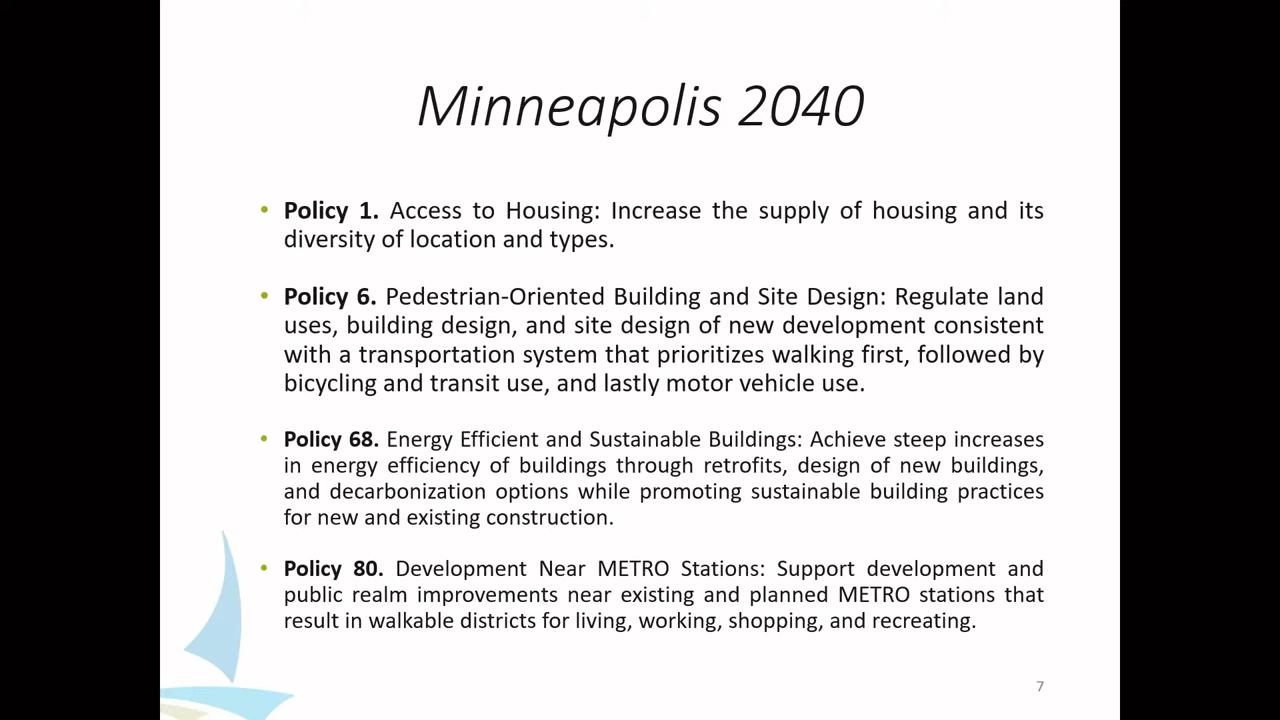 Minneapolis 2040
• Policy 1. Access to Housing: Increase the supply of housing and its
diversity of location and types.
• Policy 6. Pedestrian-Oriented Building and Site Design: Regulate land
uses, building design, and site design of new development consistent
with a transportation system that prioritizes walking first, followed by
bicycling and transit use, and lastly motor vehicle use.
• Policy 68. Energy Efficient and Sustainable Buildings: Achieve steep increases
in energy efficiency of buildings through retrofits, design of new buildings,
and decarbonization options while promoting sustainable building practices
for new and existing construction.
• Policy 80. Development Near METRO Stations: Support development and
public realm improvements near existing and planned METRO stations that
result in walkable districts for living, working, shopping, and recreating.
7